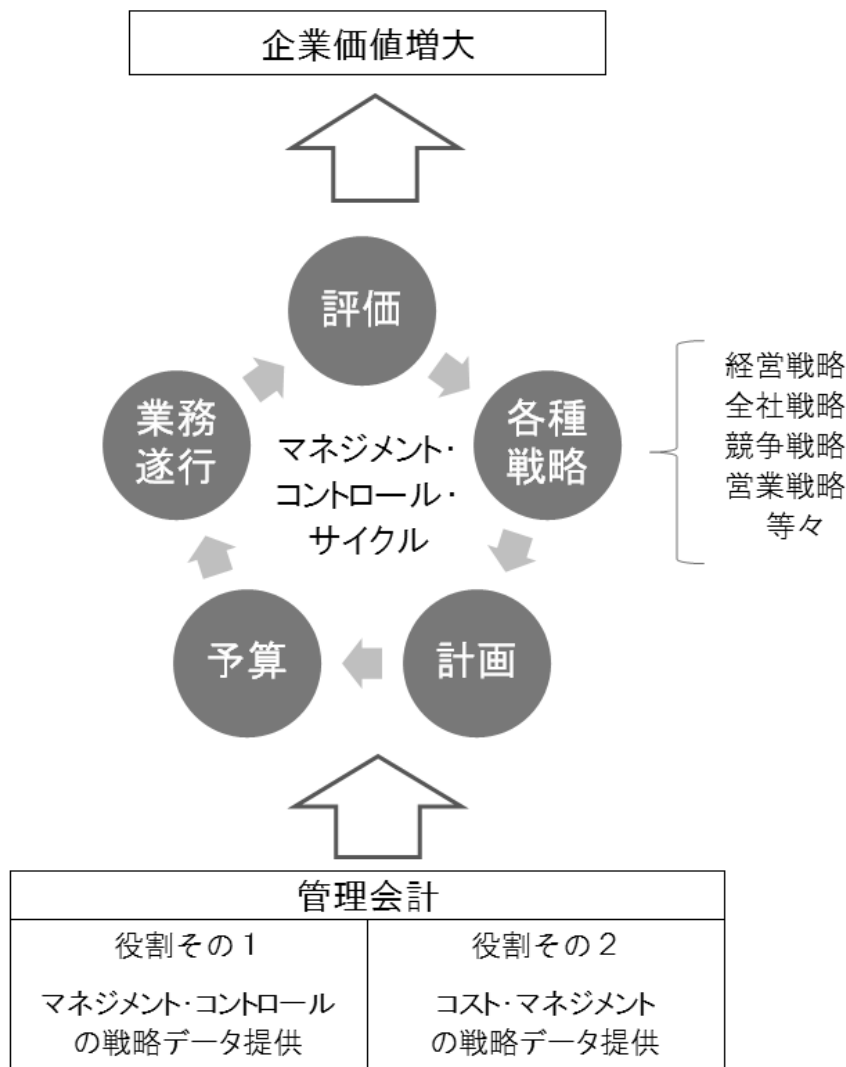 企業価値増大
評価
業務
遂行
マネジメント・
コントロール・
サイクル
各種
戦略
経営戦略
全社戦略
競争戦略
営業戦略
等々
予算
計画
管理会計
役割その1
マネジメント・コントロール
の戦略データ提供
役割その2
コスト・マネジメント
の戦略データ提供